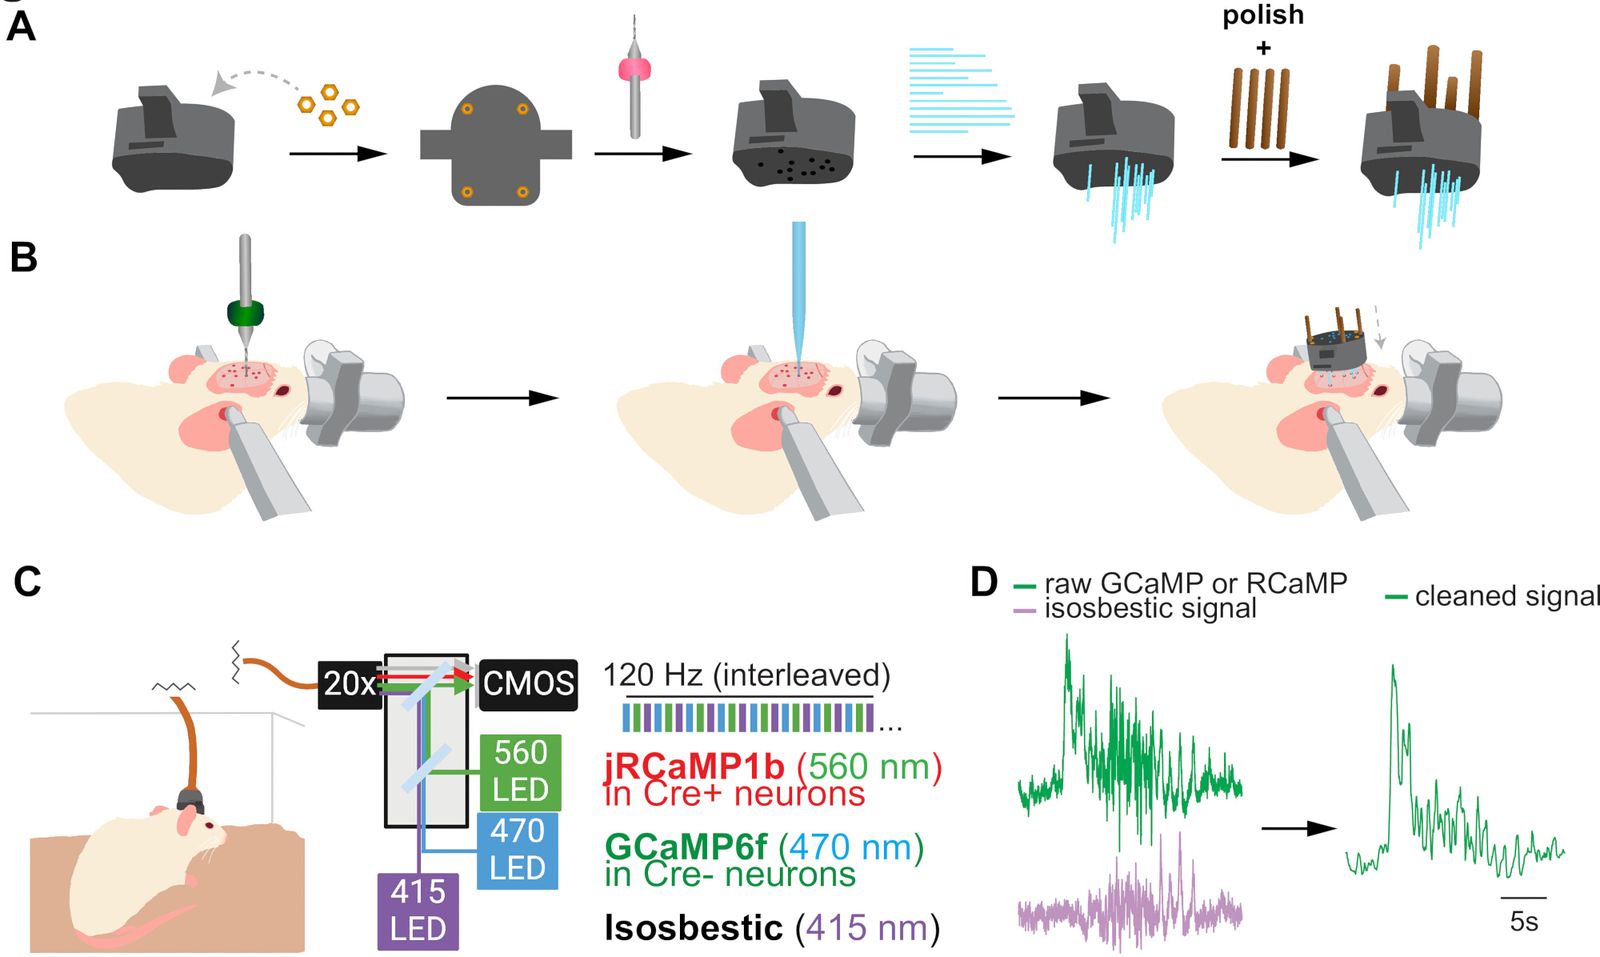 A
polish
+
B
C
20x
CMOS
560
LED
470
LED
415
LED
120 Hz (interleaved)
...
jRCaMP1b (560 nm)
in Cre+ neurons
GCaMP6f (470 nm)
in Cre- neurons
Isosbestic (415 nm)
D
raw GCaMP or RCaMP
isosbestic signal
cleaned signal
5s